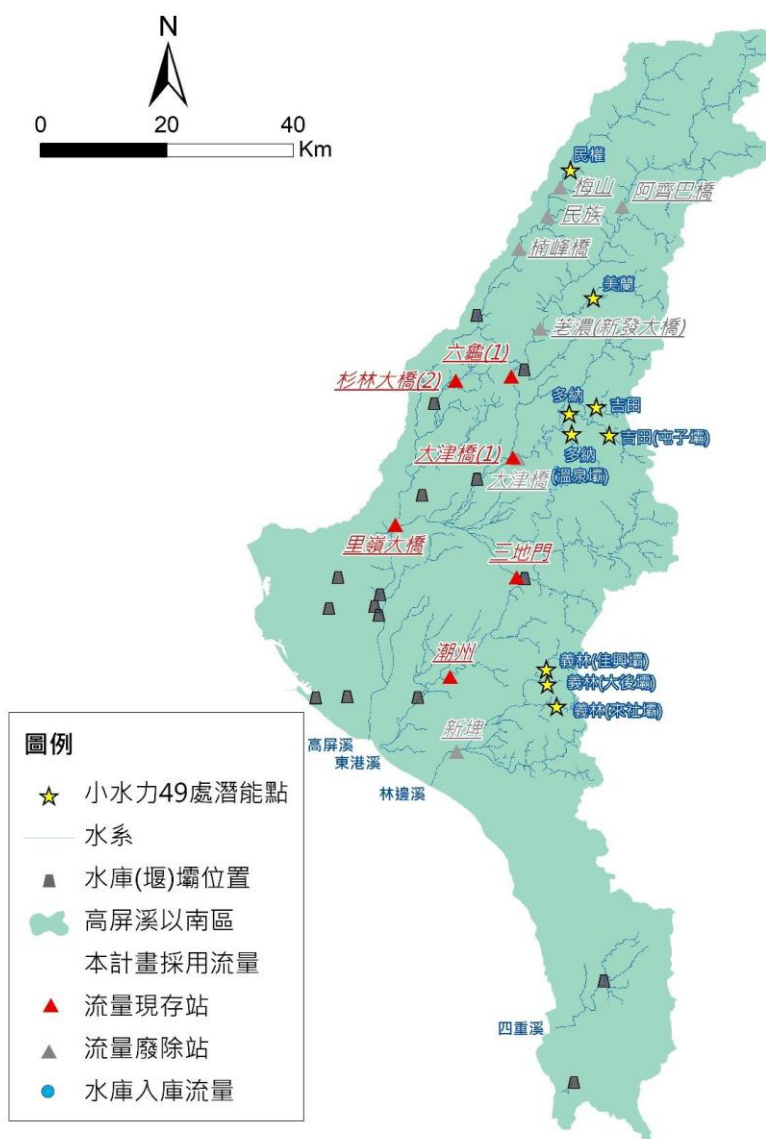 N
0 20 40
Km
民權
梅山
阿齊巴橋
民族
楠峰橋
美蘭
荖濃(新發大橋)
六龜(1)
杉林大橋(2)
多納
吉田
吉田(屯子壩)
大津橋(1)
多納
(溫泉壩)
大津橋
里嶺大橋
三地門
義林(佳興壩)
潮州
義林(大後壩)
義林(來社壩)
新埤
高屏溪
東港溪
林邊溪
四重溪
圖例
小水力49處潛能點
水系
水庫(堰)壩位置
高屏溪以南區
本計畫採用流量
流量現存站
流量廢除站
水庫入庫流量